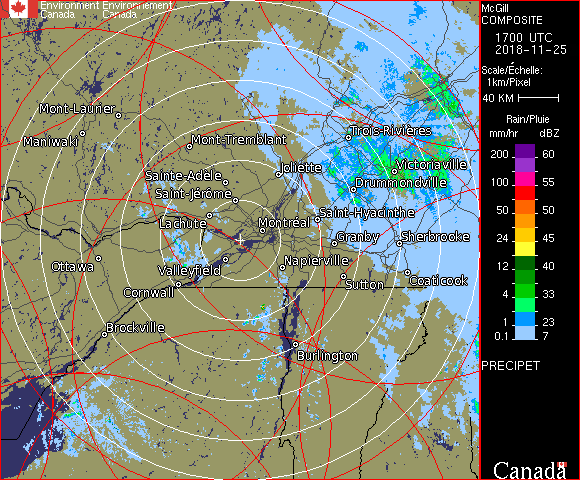 Environment Environnement
Canada Canada
McGill
COMPOSITE
1700 UTC
2018-11-25
Scale/Échelle:
1km/Pixel
40 KM
Rain/Pluie
mm/hr dBZ
200 60
100 55
50 50
24 45
12 40
4 33
1 23
0.1 7
PRECIPET
Mont-Laurier
Maniwaki
Mont-Tremblant
Trois-Rivières
Joliette
Victoriaville
Sainte-Adèle
Drummondville
Saint-Jérôme
Saint-Hyacinthe
Lachute
Montréal
Granby
Sherbrooke
Ottawa
Valleyfield
Napierville
Coaticook
Cornwall
Sutton
Brockville
Burlington
Canada